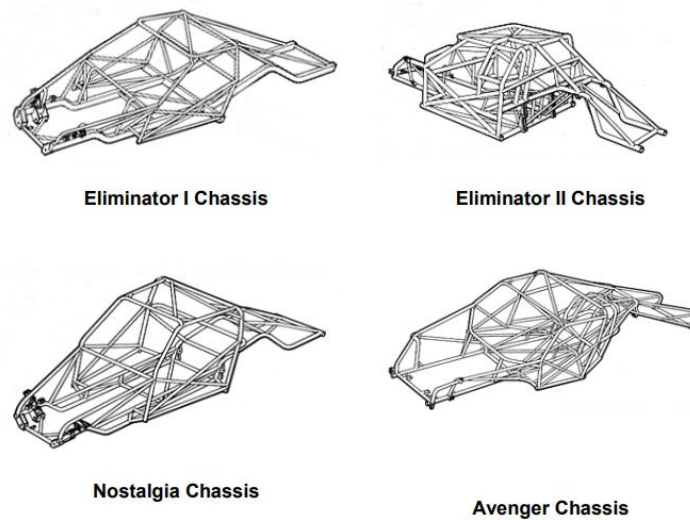 Eliminator I Chassis
Eliminator II Chassis
Nostalgia Chassis
Avenger Chassis